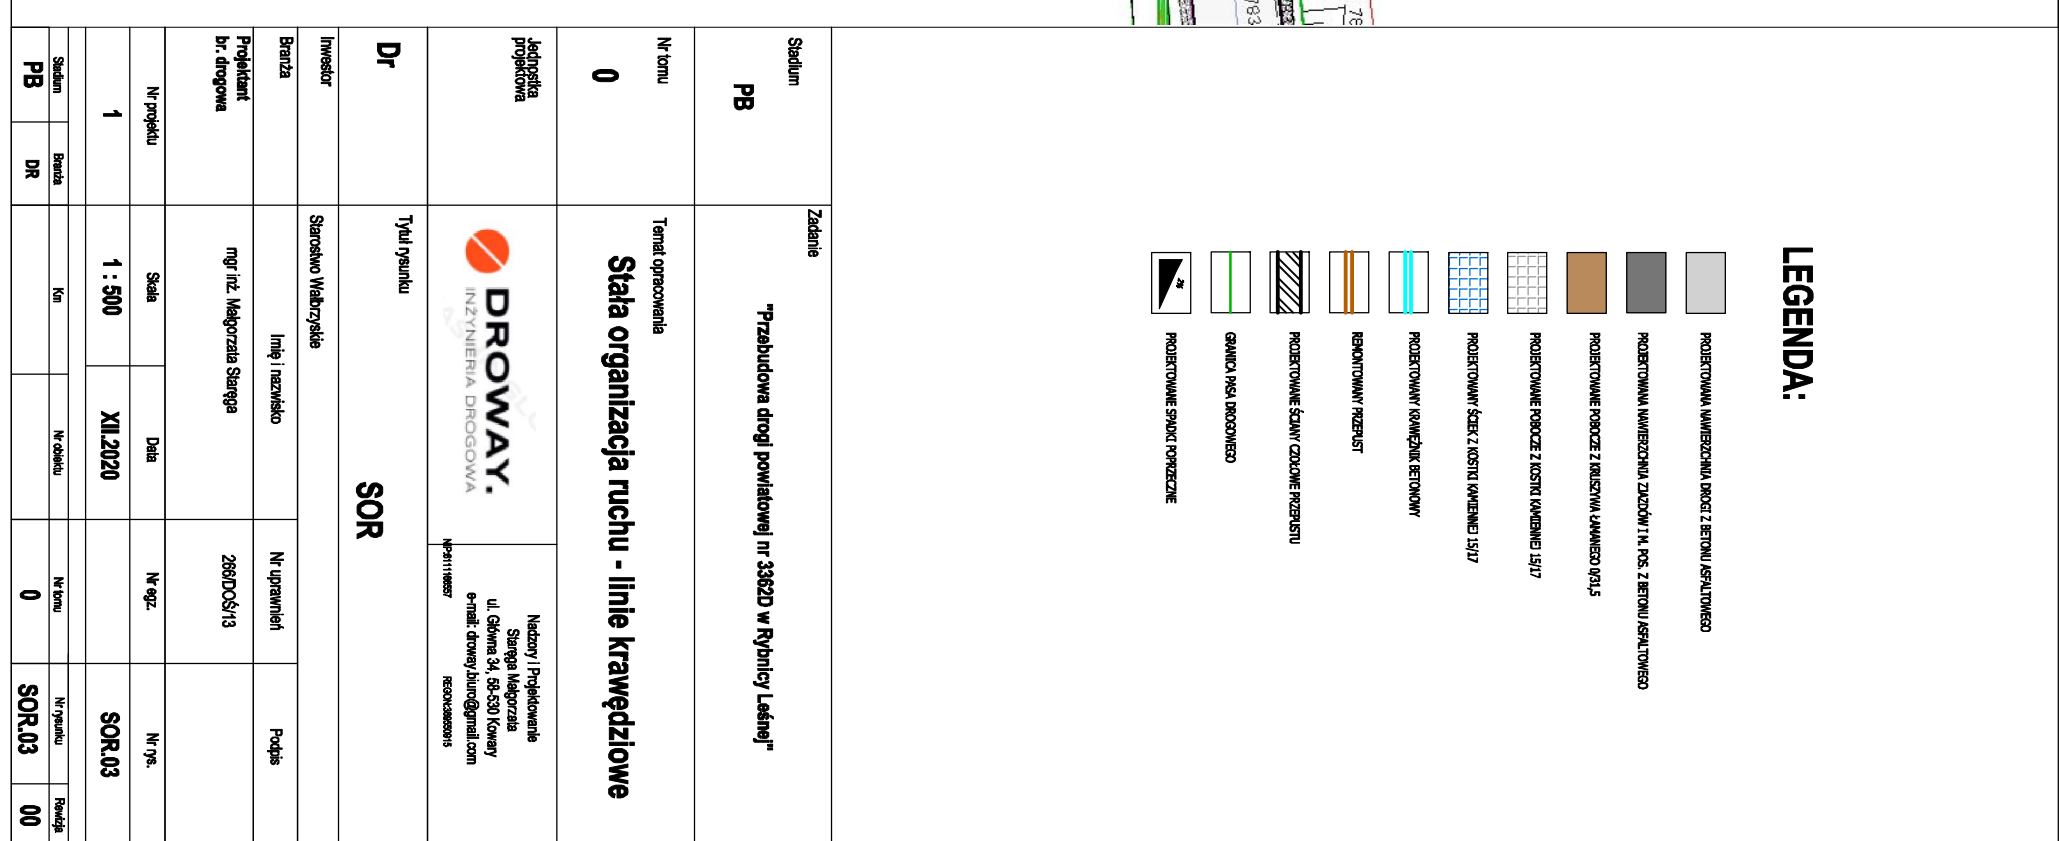 LEGENDA:
PROJEKTOWANA NAWIERZCHNIA DROGI Z BETONU ASFALTOWEGO
PROJEKTOWANA NAWIERZCHNIA ZJAZDÓW I M. POS. Z BETONU ASFALTOWEGO
PROJEKTOWANE POBOCZE Z KRUSZYWA ŁAMANEGO 0/31,5
PROJEKTOWANE POBOCZE Z KOSTKI KAMIENNEJ 15/17
PROJEKTOWANY ŚCIEK Z KOSTKI KAMIENNEJ 15/17
PROJEKTOWANY KRAWĘŻNIK BETONOWY
REMONTOWANY PRZEPUST
PROJEKTOWANE ŚCIANY CZOŁOWE PRZEPUSTU
GRANICA PASA DROGOWEGO
PROJEKTOWANE SPADKI POPRZECZNE
Stadium
PB
Zadanie
"Przebudowa drogi powiatowej nr 3362D w Rybnicy Leśnej"
Nr tomu
0
Temat opracowania
Stała organizacja ruchu - linie krawędziowe
Jednostka
projektowa
DROWAY.
INŻYNIERIA DROGOWA
Nadzory i Projektowanie
Staręga Małgorzata
ul. Główna 34, 58-530 Kowary
e-mail: droway.biuro@gmail.com
Dr
Tytuł rysunku
SOR
Inwestor
Starostwo Wałbrzyskie
Branża
Imię i nazwisko
Nr uprawnień
Podpis
Projektant
br. drogowa
mgr inż. Małgorzata Staręga
266/DOŚ/13
Nr projektu
Skala
Data
Nr egz.
Nr rys.
1
1 : 500
XII.2020
SOR.03
Stadium
Branża
Km
Nr obiektu
Nr tomu
Nr rysunku
Rewizja
PB
DR
0
SOR.03
00